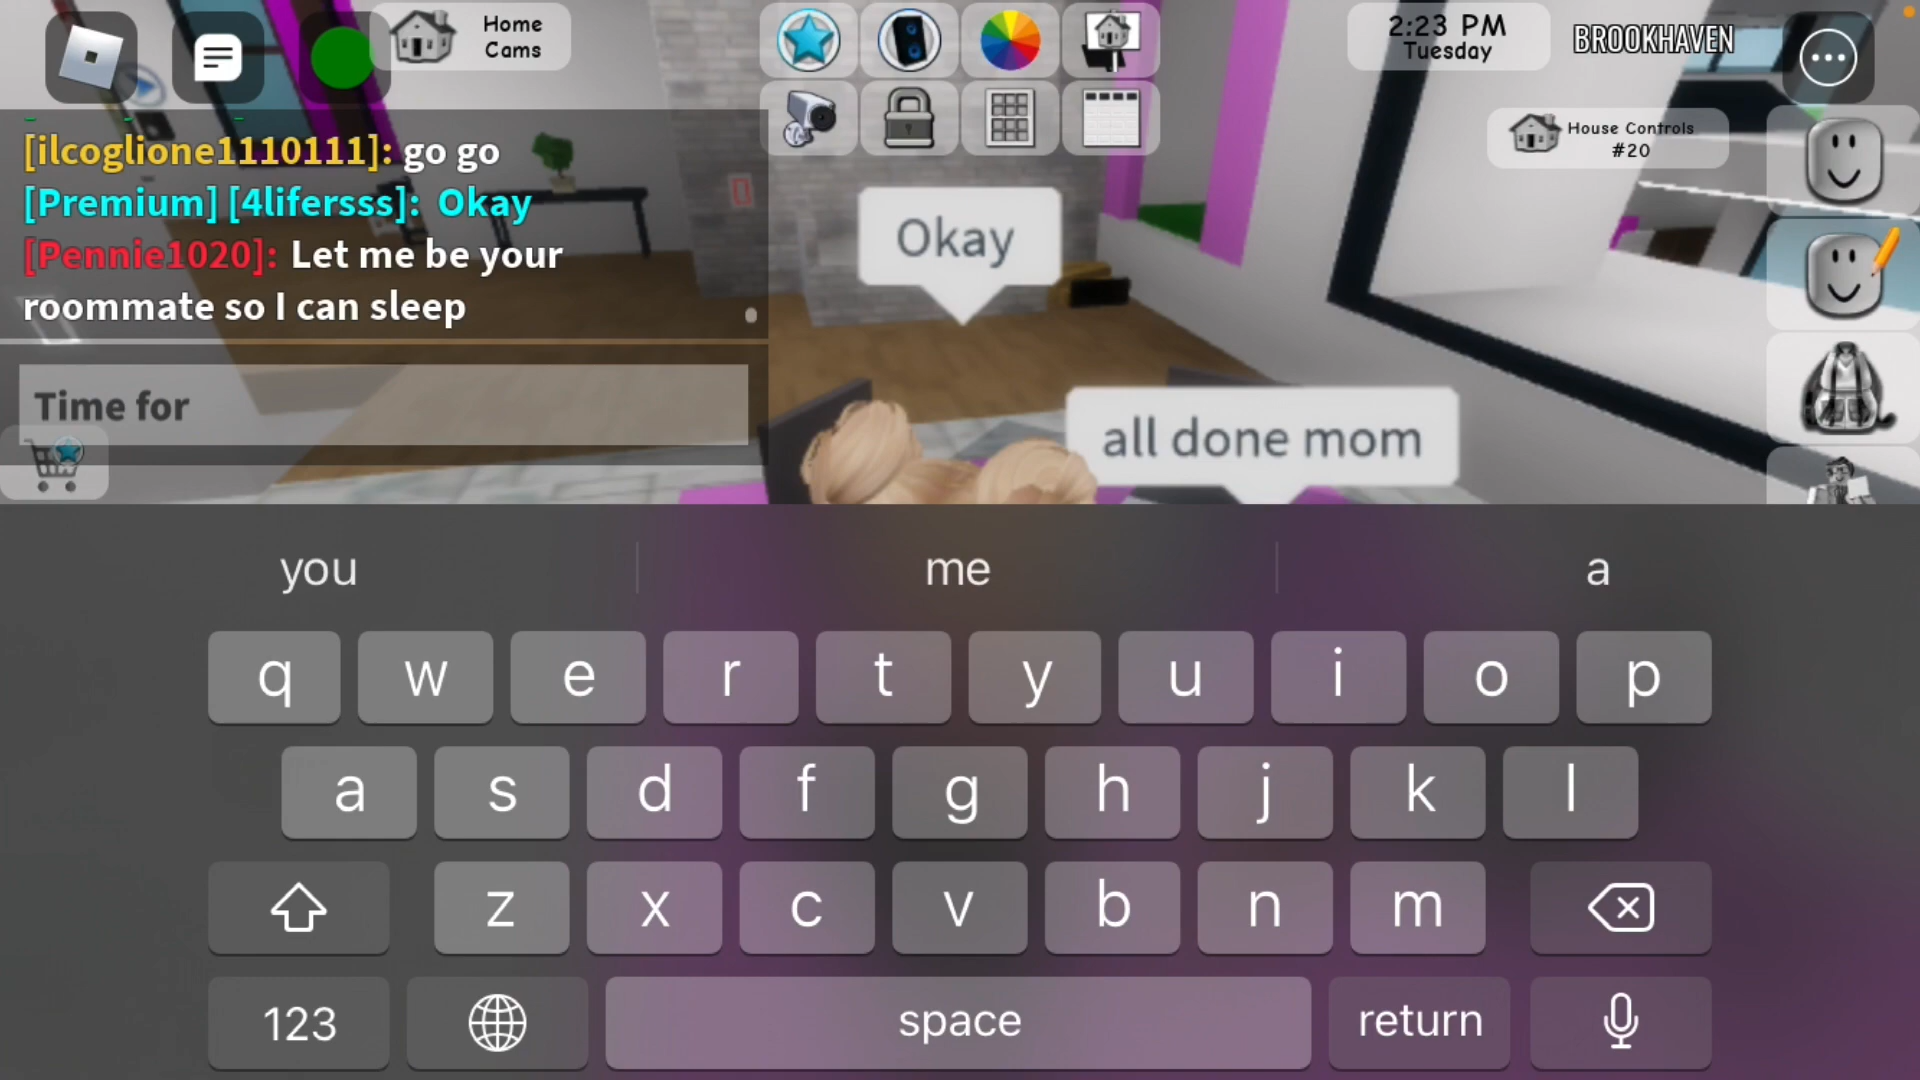 Home
Cams
2:23 PM
Tuesday
BROOKHAVEN
House Controls
#20
[ilcoglione1110111]: go go
[Premium] [4lifersss]: Okay
[Pennie1020]: Let me be your
roommate so I can sleep
Time for
Okay
all done mom
you me a
q w e r t y u i o p
a s d f g h j k l
z x c v b n m
123 space return